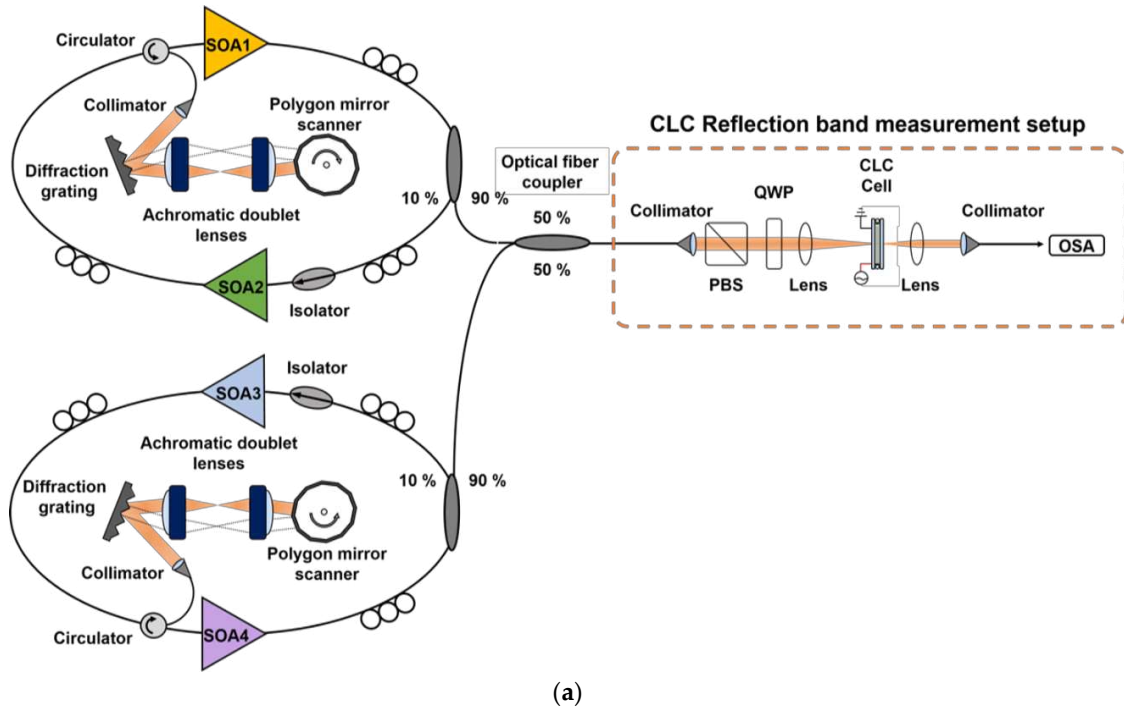 Circulator
SOA1
Collimator
Polygon mirror
scanner
Diffraction
grating
Achromatic doublet
lenses
10 %
90 %
SOA2
Isolator
Optical fiber
coupler
50 %
50 %
CLC Reflection band measurement setup
Collimator
QWP
CLC
Cell
Collimator
PBS
Lens
Lens
OSA
SOA3
Isolator
Achromatic doublet
lenses
Diffraction
grating
10 %
90 %
Polygon mirror
scanner
Collimator
Circulator
SOA4
(a)